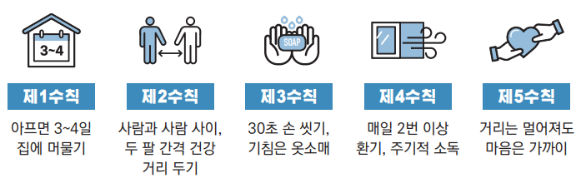 3~4
SOAP
제1수칙
아프면 3~4일
집에 머물기
제2수칙
사람과 사람 사이,
두 팔 간격 건강
거리 두기
제3수칙
30초 손 씻기,
기침은 옷소매
제4수칙
매일 2번 이상
환기, 주기적 소독
제5수칙
거리는 멀어져도
마음은 가까이